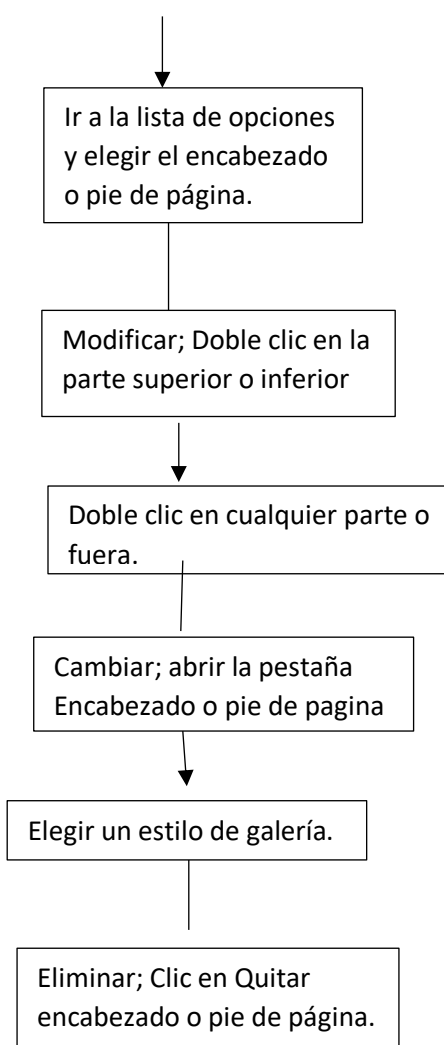 Ir a la lista de opciones
y elegir el encabezado
o pie de página.
Modificar; Doble clic en la
parte superior o inferior
Doble clic en cualquier parte o
fuera.
Cambiar; abrir la pestaña
Encabezado o pie de pagina
Elegir un estilo de galería.
Eliminar; Clic en Quitar
encabezado o pie de página.